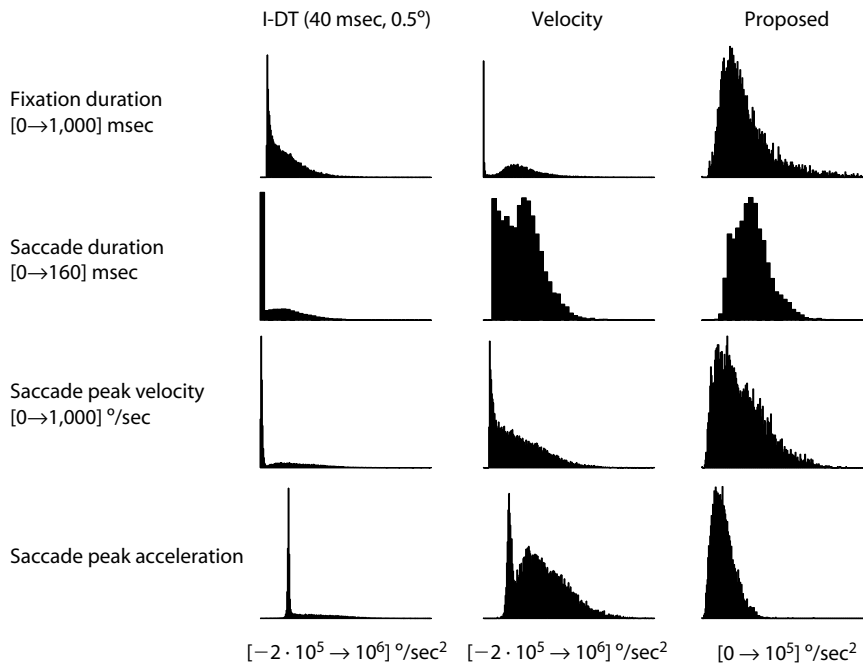 I-DT (40 msec, 0.5º) Velocity Proposed
Fixation duration
[0→1,000] msec
Saccade duration
[0→160] msec
Saccade peak velocity
[0→1,000] º/sec
Saccade peak acceleration
[−2 · 10⁵ → 10⁶] º/sec² [−2 · 10⁵ → 10⁶] º/sec² [0 → 10⁵] º/sec²